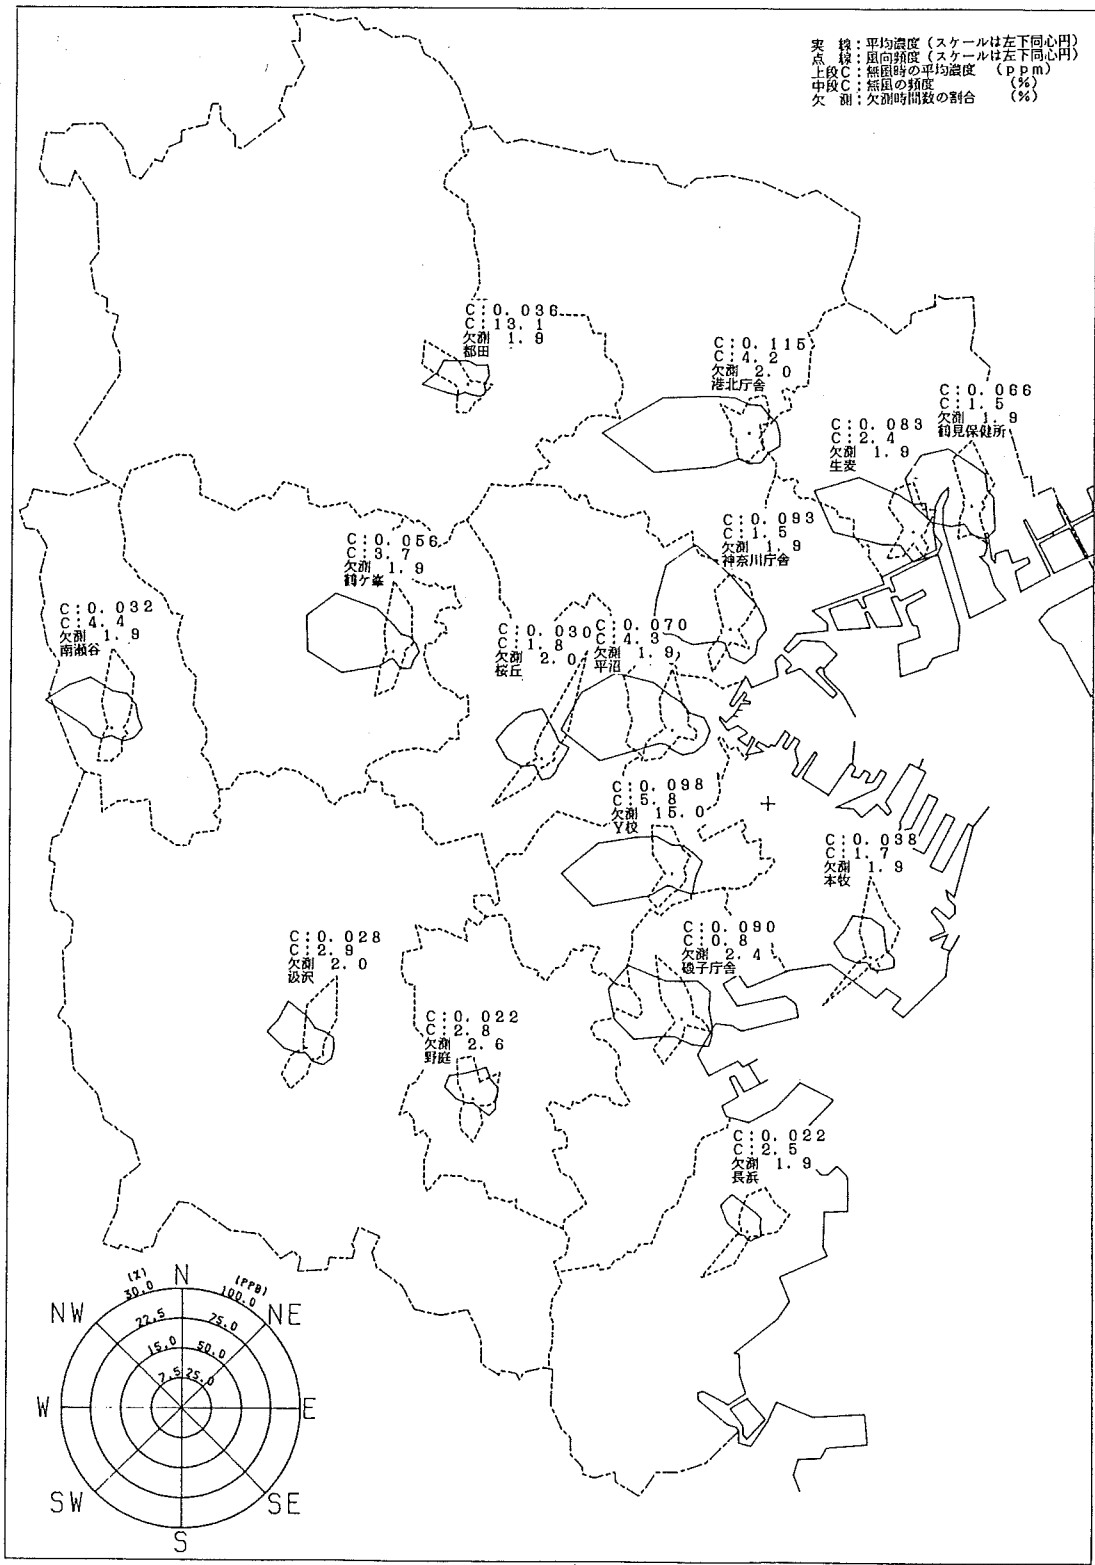 実　線：平均濃度（スケールは左下同心円）
点　線：風向頻度（スケールは左下同心円）
上段C：無風時の平均濃度　（ｐｐｍ）
中段C：無風の頻度　（％）
欠　測：欠測時間数の割合　（％）
C：0．036
C：13．1
欠測　1．9
都田
C：0．115
C：4．2
欠測　2．0
港北庁舎
C：0．066
C：1．5
欠測　1．9
鶴見保健所
C：0．083
C：2．4
欠測　1．9
生麦
C：0．093
C：1．5
欠測　1．9
神奈川庁舎
C：0．056
C：3．7
欠測　1．9
鶴ケ峯
C：0．032
C：4．4
欠測　1．9
南瀬谷
C：0．030
C：1．8
欠測　2．0
桜丘
C：0．070
C：4．3
欠測　1．9
平沼
C：0．098
C：5．8
欠測　15．0
Y校
C：0．038
C：1．7
欠測　1．9
本牧
C：0．090
C：0．8
欠測　2．4
磯子庁舎
C：0．028
C：2．9
欠測　2．0
汲沢
C：0．022
C：2．8
欠測　2．6
野庭
C：0．022
C：2．5
欠測　1．9
長浜
(%)
30.0
N
(PPB)
100.0
NW
NE
22.5
75.0
15.0
50.0
7.5
25.0
W
E
SW
SE
S